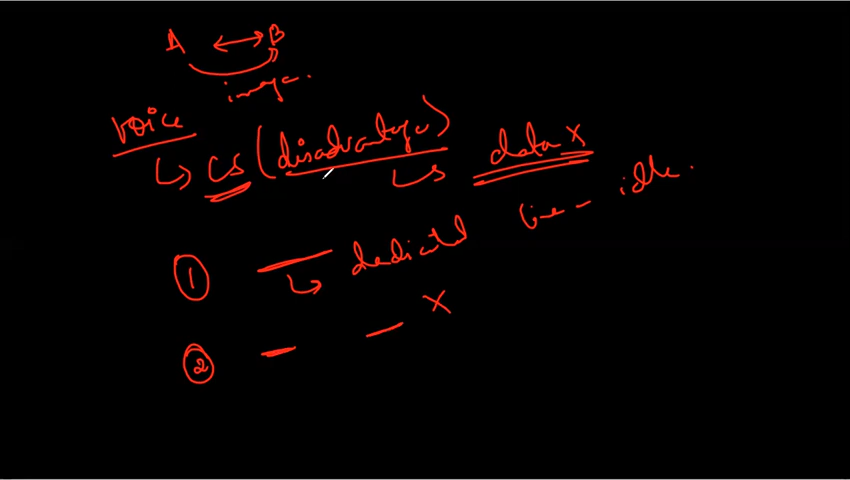 A ↔ B
image.
Voice
↳ CS (disadvantage) ↳ data X
① ↳ dedicated line - idle.
② — — X